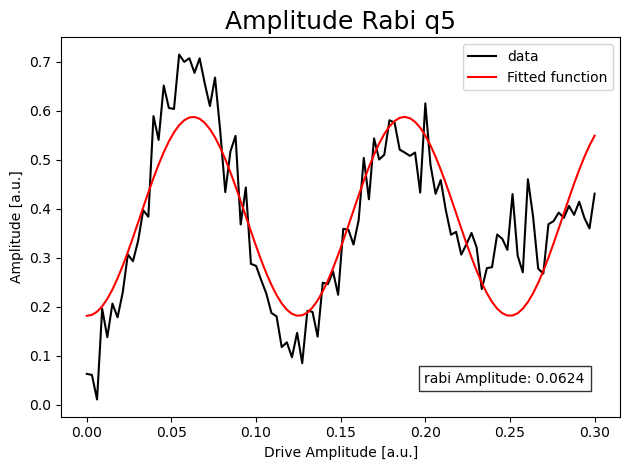 Amplitude Rabi q5
data
Fitted function
Amplitude [a.u.]
0.7
0.6
0.5
0.4
0.3
0.2
0.1
0.0
rabi Amplitude: 0.0624
0.00 0.05 0.10 0.15 0.20 0.25 0.30
Drive Amplitude [a.u.]